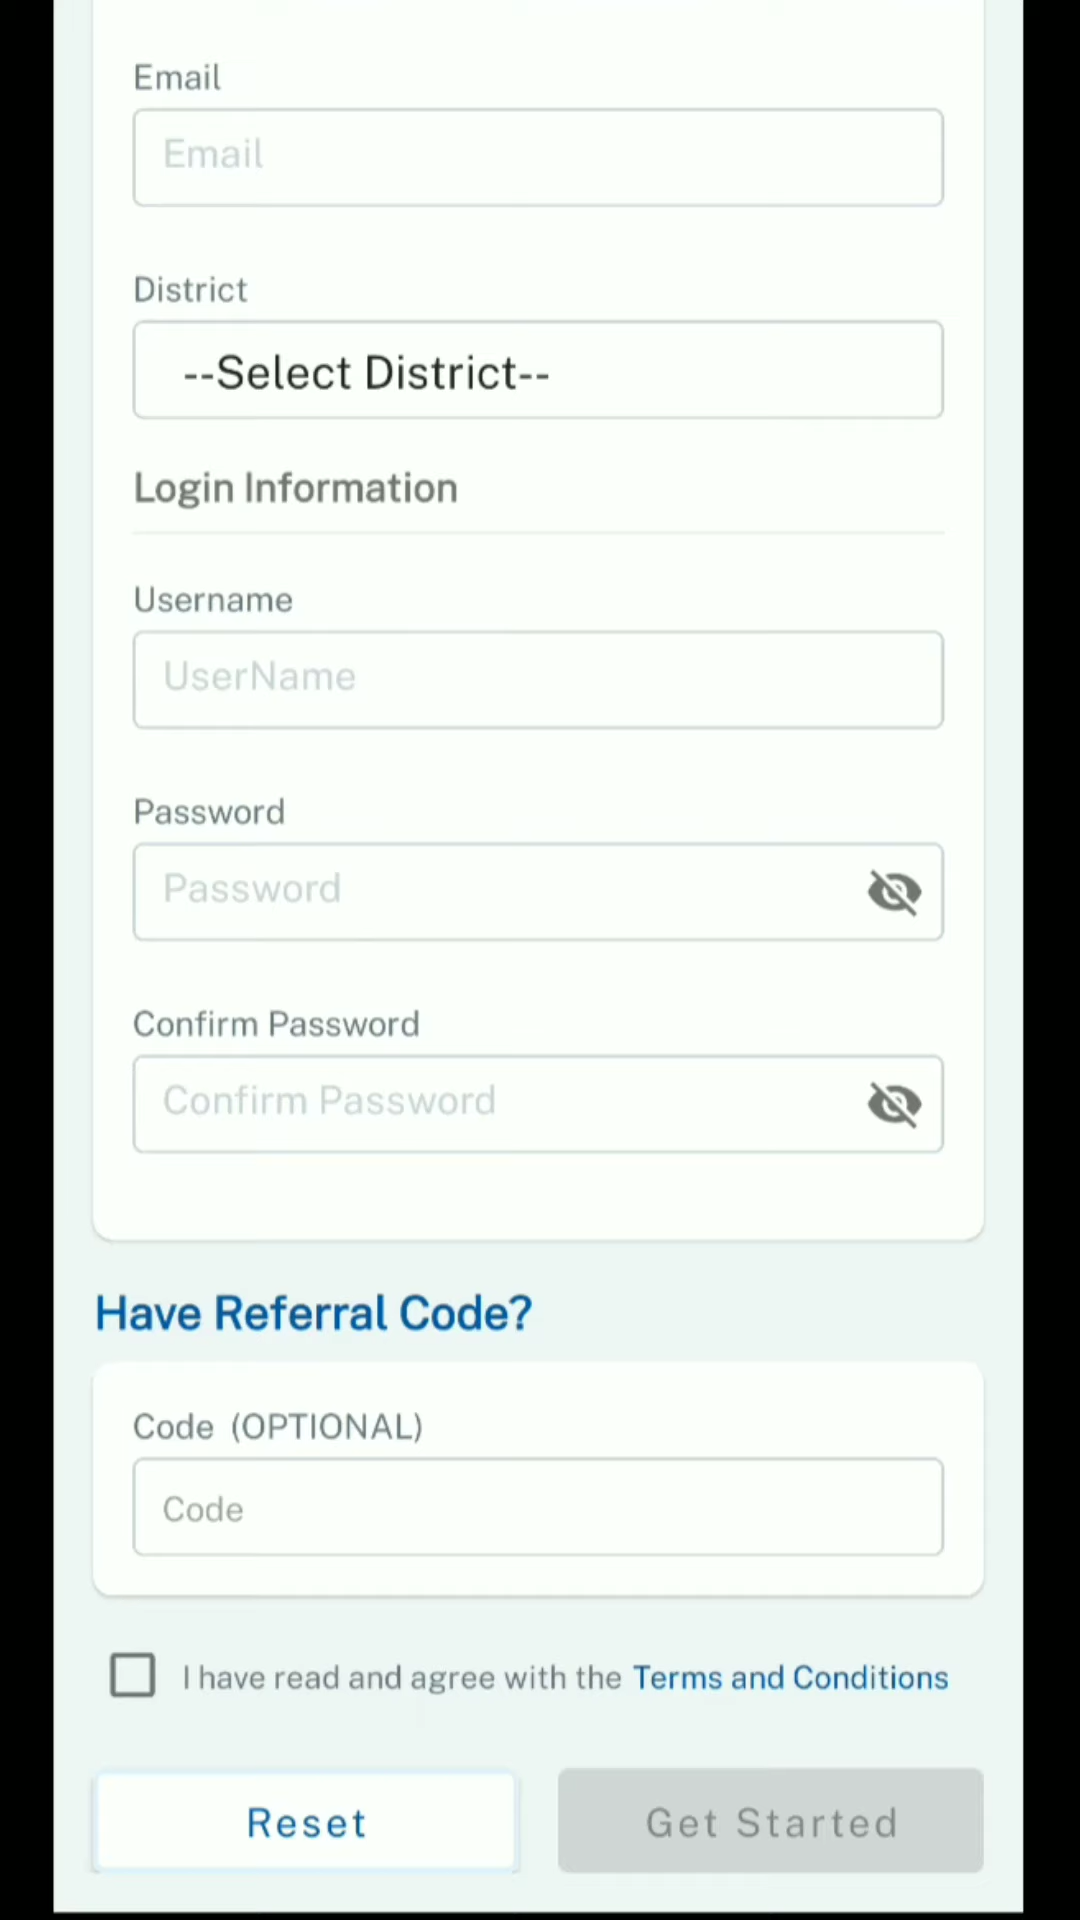 Email
Email
District
--Select District--
Login Information
Username
UserName
Password
Password
Confirm Password
Confirm Password
Have Referral Code?
Code (OPTIONAL)
Code
I have read and agree with the Terms and Conditions
Reset
Get Started